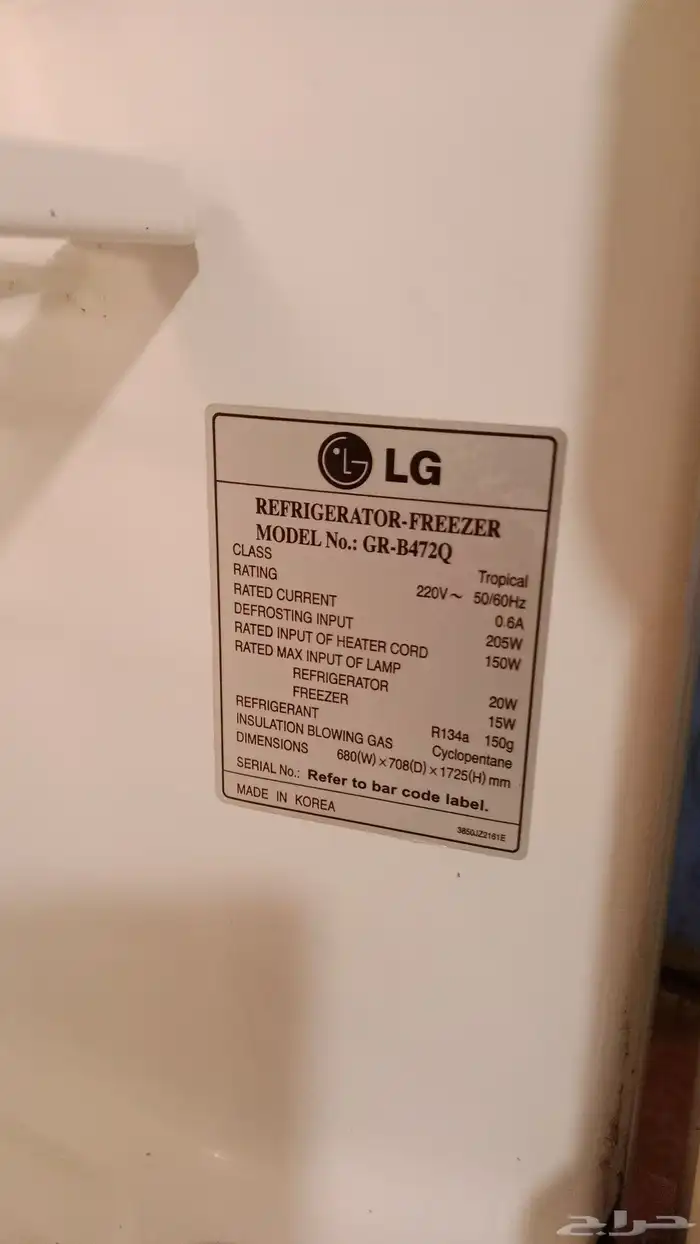 LG
REFRIGERATOR-FREEZER
MODEL No.: GR-B472Q
CLASS Tropical
RATING 220V~ 50/60Hz
RATED CURRENT 0.6A
DEFROSTING INPUT 205W
RATED INPUT OF HEATER CORD 150W
RATED MAX INPUT OF LAMP
REFRIGERATOR 20W
FREEZER 15W
REFRIGERANT R134a 150g
INSULATION BLOWING GAS Cyclopentane
DIMENSIONS 680(W)×708(D)×1725(H) mm
SERIAL No.: Refer to bar code label.
MADE IN KOREA
3850JZ2161E
حراج